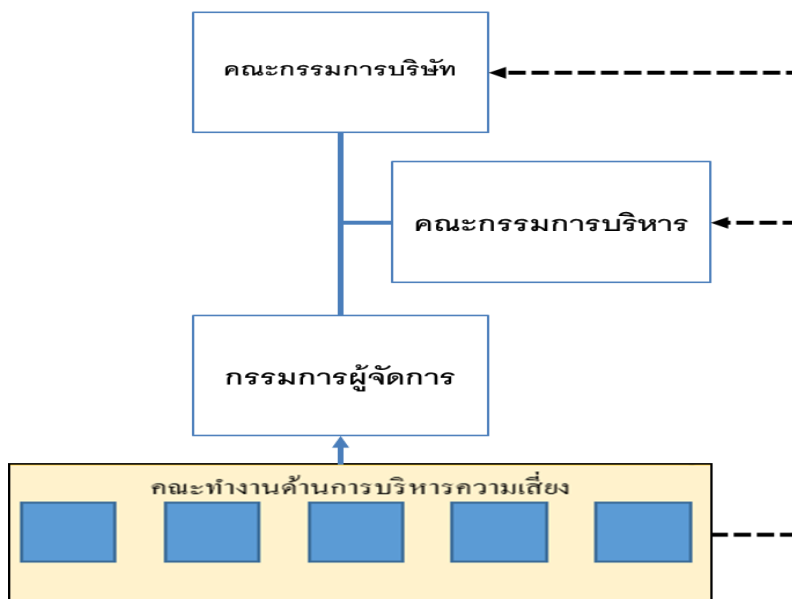 คณะกรรมการบริษัท
คณะกรรมการบริหาร
กรรมการผู้จัดการ
คณะทำงานด้านการบริหารความเสี่ยง